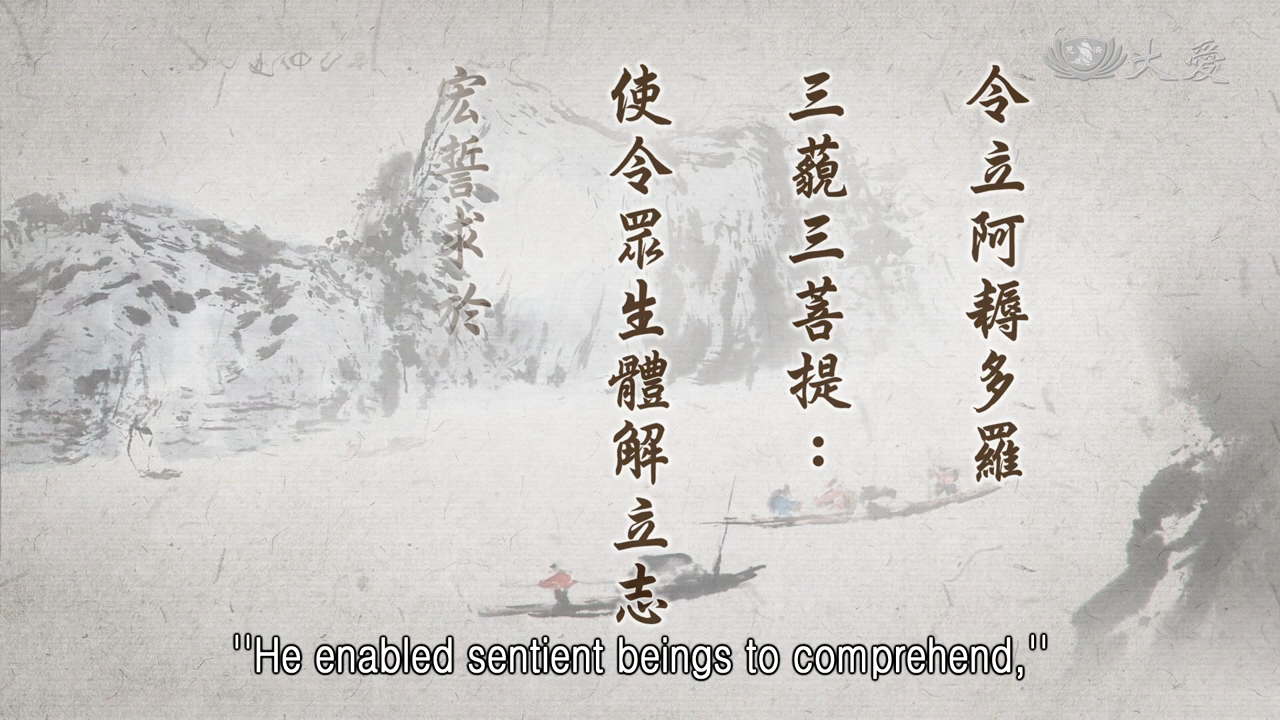 大愛
令立阿耨多羅
三藐三菩提：
使令眾生體解立志
宏誓求於
"He enabled sentient beings to comprehend,"